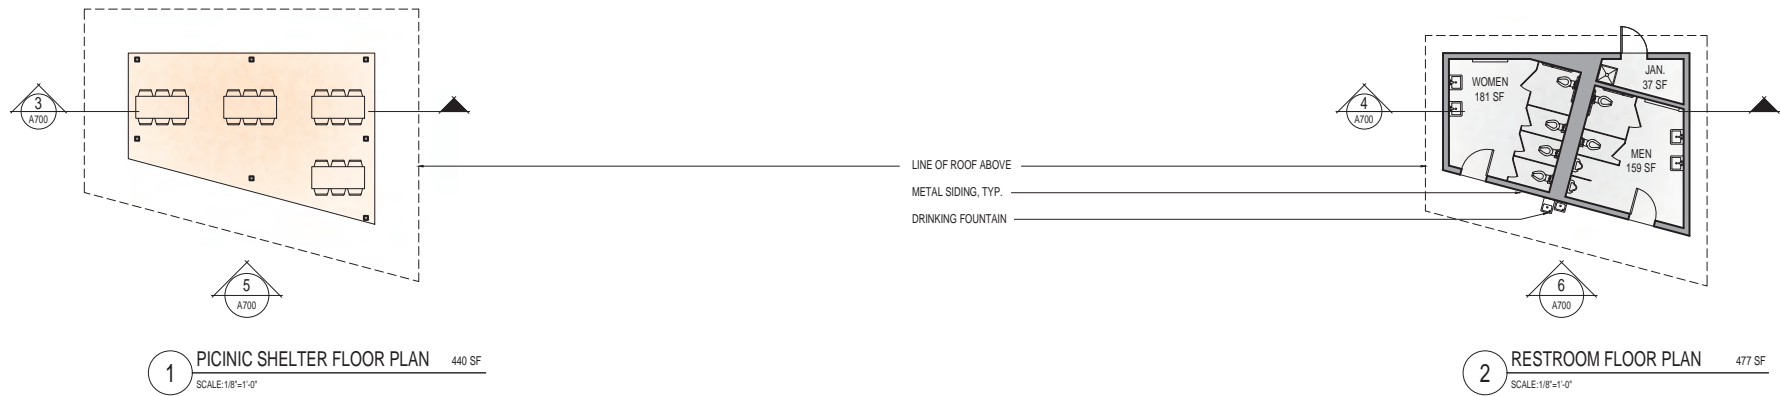 3
A700
5
A700
1
PICINIC SHELTER FLOOR PLAN 440 SF
SCALE:1/8"=1'-0"
LINE OF ROOF ABOVE
METAL SIDING, TYP.
DRINKING FOUNTAIN
4
A700
WOMEN
181 SF
JAN.
37 SF
MEN
159 SF
6
A700
2
RESTROOM FLOOR PLAN 477 SF
SCALE:1/8"=1'-0"